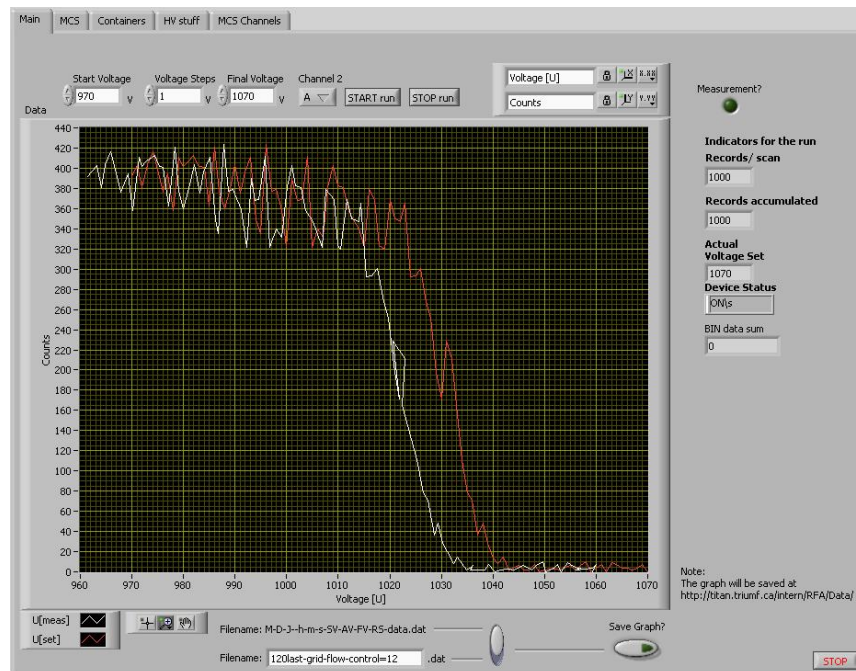 Main MCS Containers HV stuff MCS Channels
Start Voltage Voltage Steps Final Voltage Channel 2
970 V 1 V 1070 V A START run STOP run
Voltage [U] X.XX
Counts Y.YY
Measurement?
Data
440
420
400
380
360
340
320
300
280
260
240
220
200
180
160
140
120
100
80
60
40
20
0
Counts
960 970 980 990 1000 1010 1020 1030 1040 1050 1060 1070
Voltage [U]
Indicators for the run
Records/ scan
1000
Records accumulated
1000
Actual
Voltage Set
1070
Device Status
ON\s
BIN data sum
0
Note:
The graph will be saved at
http://titan.triumf.ca/intern/RFA/Data/
U[meas]
U[set]
Filename: M-D-J--h-m-s-SV-AV-FV-RS-data.dat
Filename: 120last-grid-flow-control=12 .dat
Save Graph?
STOP